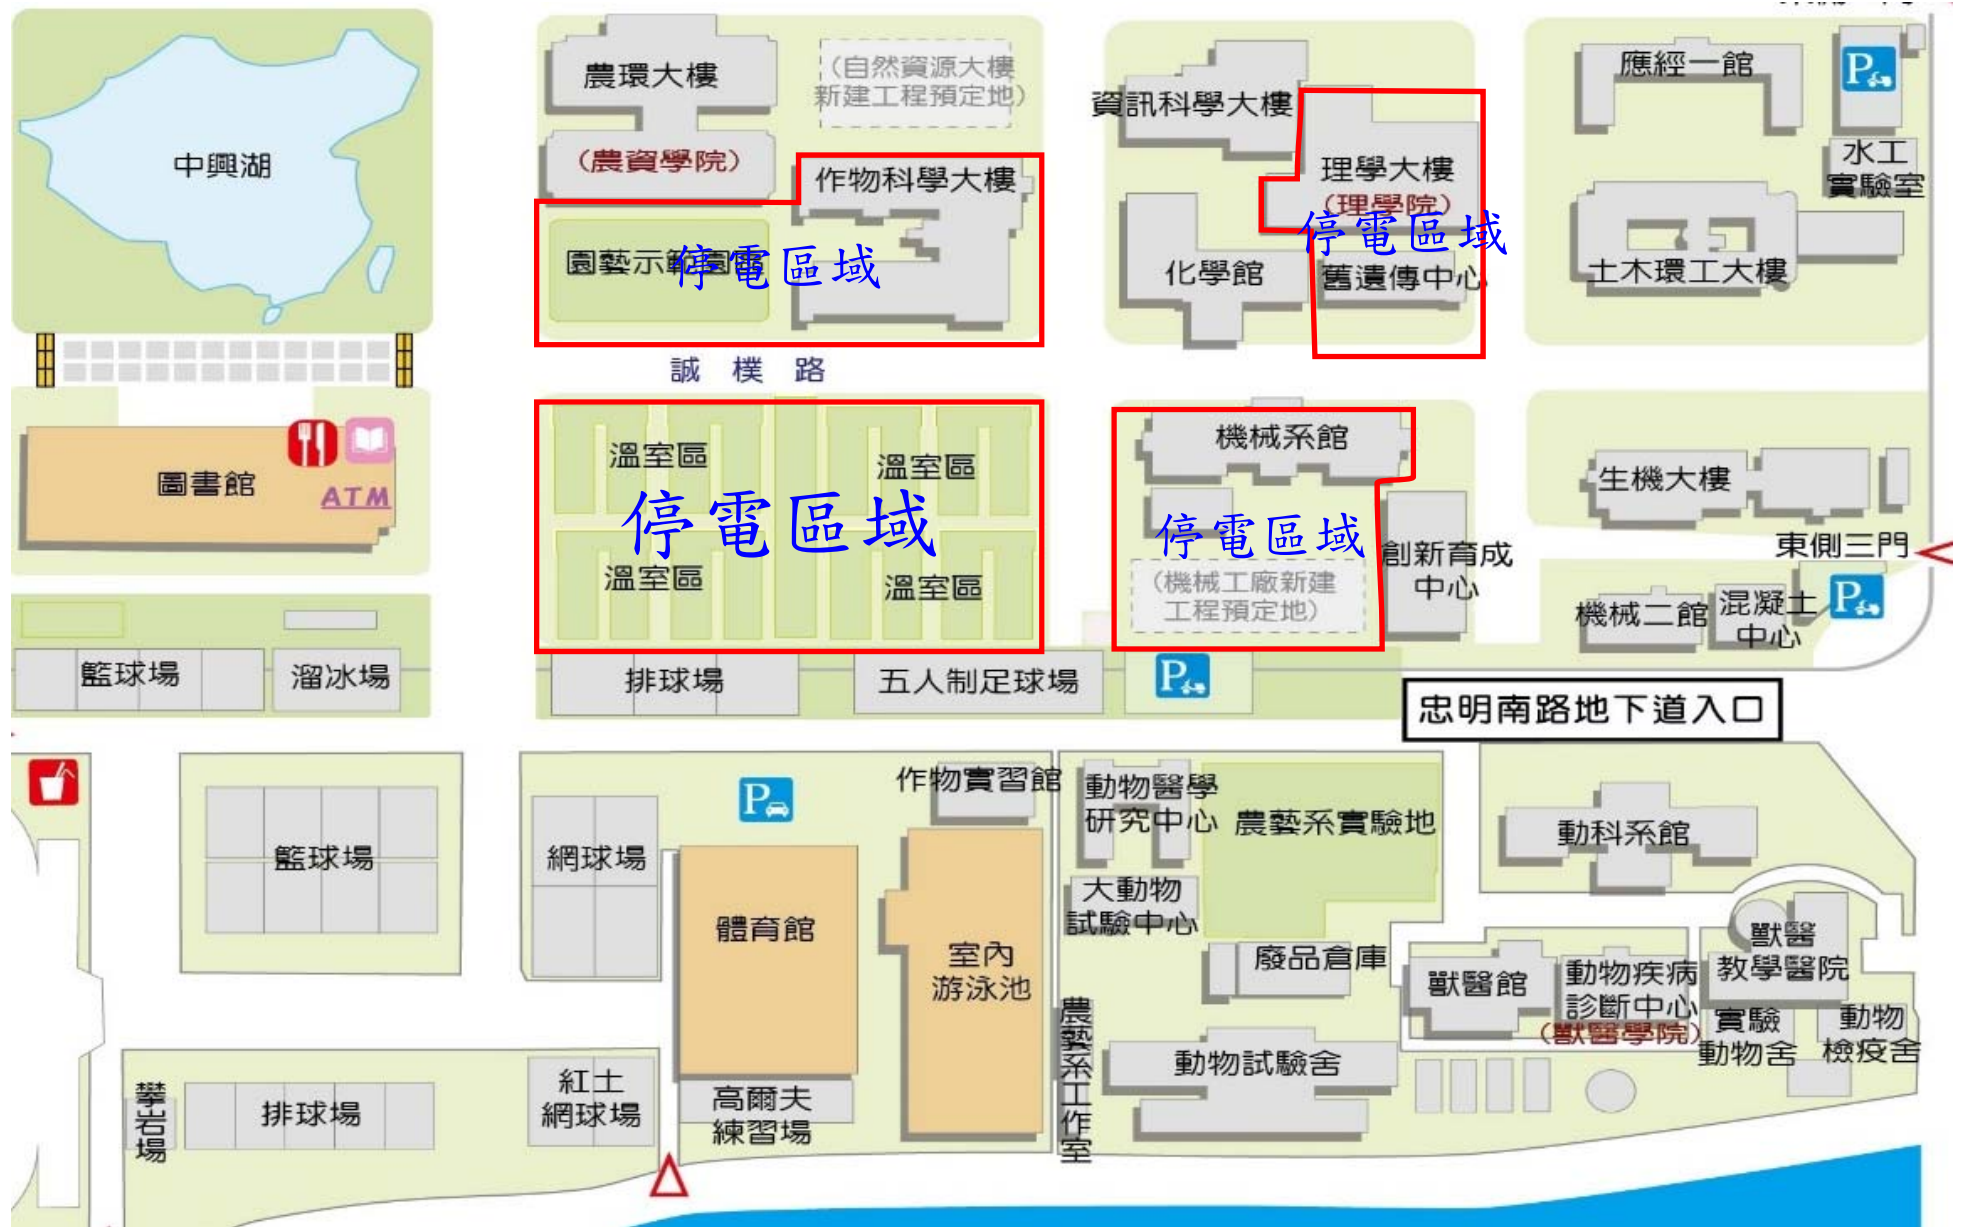 農環大樓
(自然資源大樓
新建工程預定地)
應經一館
P
資訊科學大樓
中興湖
(農資學院)
作物科學大樓
理學大樓
(理學院)
水工
實驗室
停電區域
園藝示範園區
停電區域
化學館
舊遺傳中心
土木環工大樓
誠樸路
圖書館
ATM
溫室區
溫室區
停電區域
溫室區
溫室區
機械系館
停電區域
(機械工廠新建
工程預定地)
創新育成
中心
生機大樓
東側三門
機械二館
混凝土
中心
P
籃球場
溜冰場
排球場
五人制足球場
P
忠明南路地下道入口
籃球場
網球場
P
作物實習館
動物醫學
研究中心
農藝系實驗地
動科系館
體育館
室內
游泳池
大動物
試驗中心
廢品倉庫
獸醫館
動物疾病
診斷中心
(獸醫學院)
獸醫
教學醫院
實驗
動物舍
動物
檢疫舍
農藝系工作室
動物試驗舍
攀岩場
排球場
紅土
網球場
高爾夫
練習場